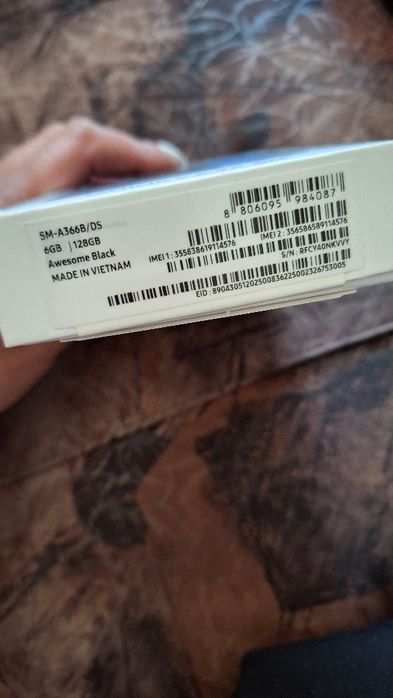 SM-A366B/DS
6GB | 128GB
Awesome Black
MADE IN VIETNAM
8 806095 984087
IMEI 1 : 355838619114576
IMEI 2 : 356586589114576
S/N : RFCY40NKVVY
EID : 89043051202500836225002326753005